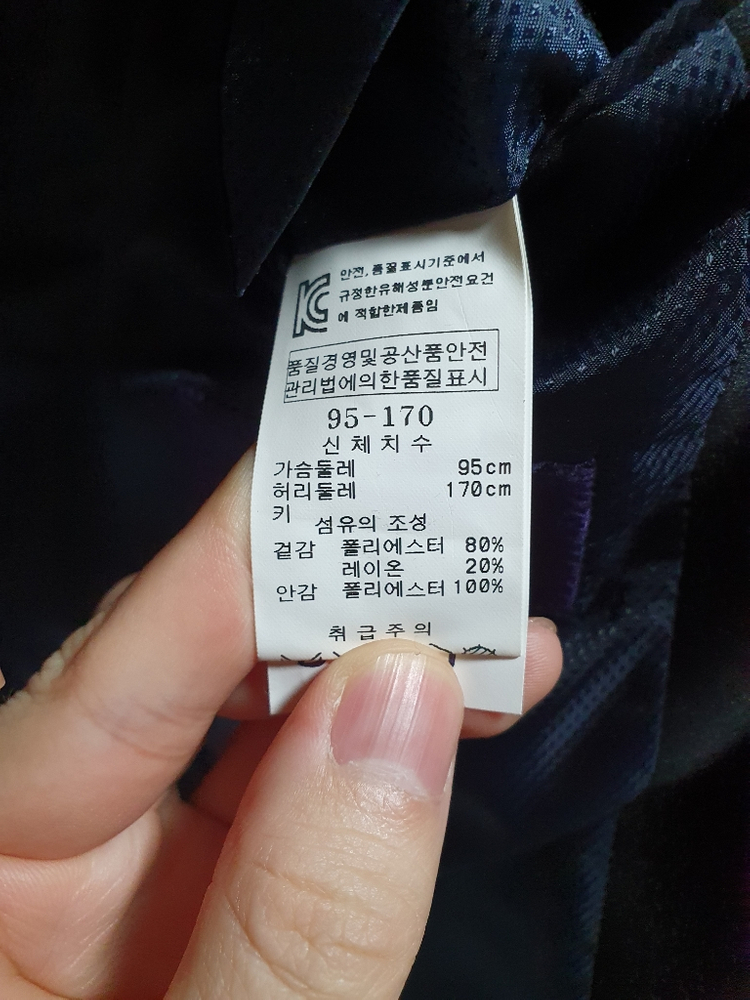 KC
안전,품질표시기준에서
규정한유해성분안전요건
에 적합한제품임
품질경영및공산품안전
관리법에의한품질표시
95-170
신 체 치 수
가슴둘레 95cm
허리둘레 170cm
키
섬유의 조성
겉감 폴리에스터 80%
레이온 20%
안감 폴리에스터 100%
취 급 주 의